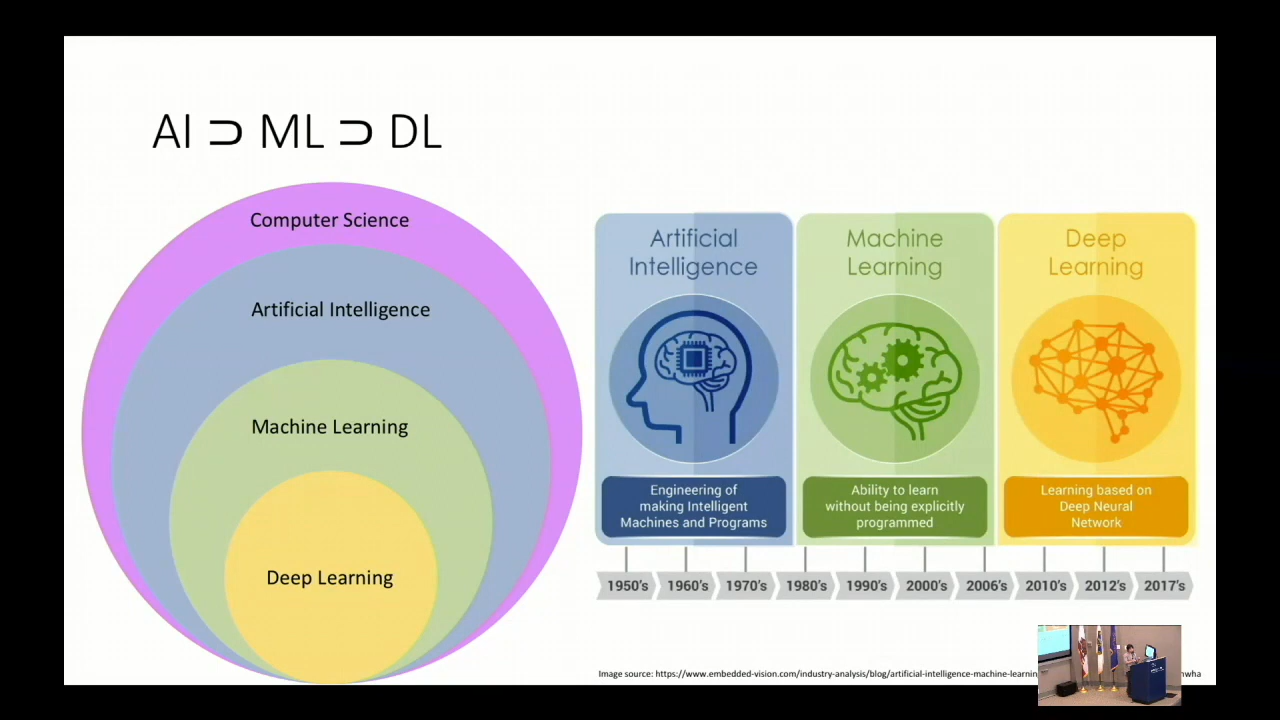 AI ⊃ ML ⊃ DL
Computer Science
Artificial Intelligence
Machine Learning
Deep Learning
Artificial
Intelligence
Engineering of
making Intelligent
Machines and Programs
Machine
Learning
Ability to learn
without being explicitly
programmed
Deep
Learning
Learning based on
Deep Neural
Network
1950's 1960's 1970's 1980's 1990's 2000's 2006's 2010's 2012's 2017's
Image source: https://www.embedded-vision.com/industry-analysis/blog/artificial-intelligence-machine-learnin